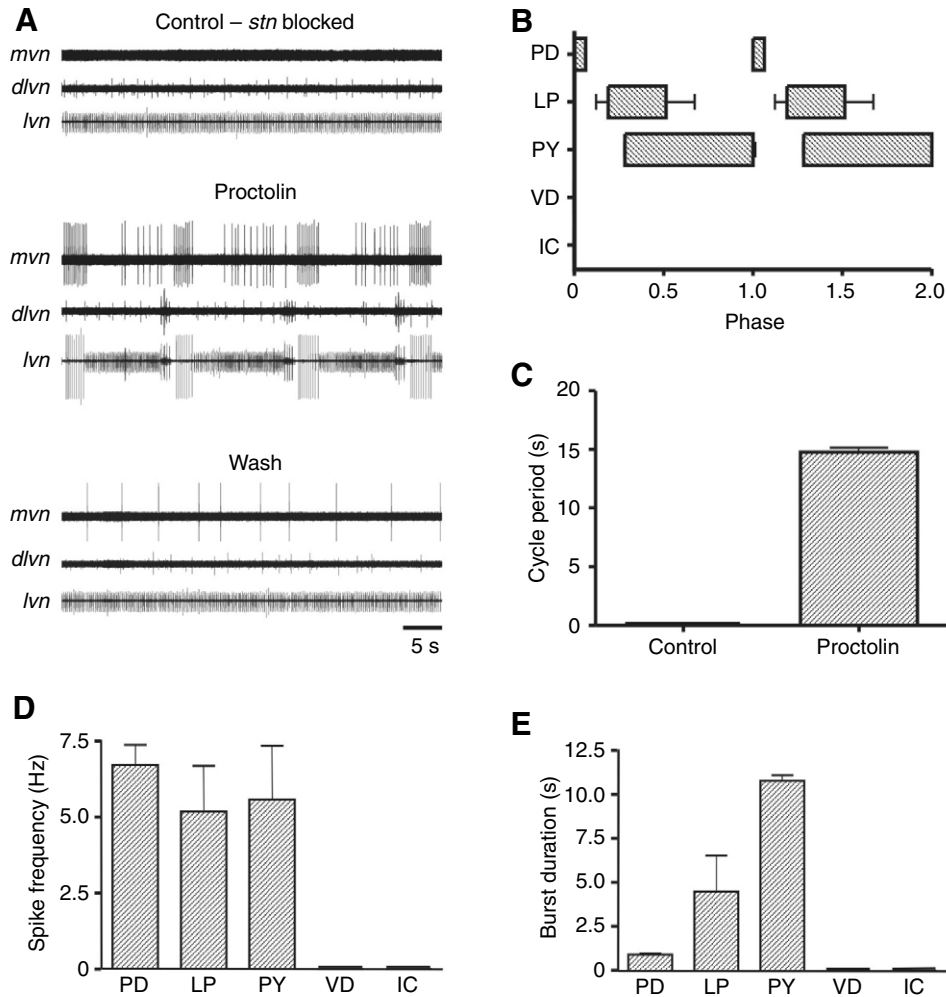 A
Control – stn blocked
mvn
dlvn
lvn
Proctolin
mvn
dlvn
lvn
Wash
mvn
dlvn
lvn
5 s
B
PD
LP
PY
VD
IC
0 0.5 1.0 1.5 2.0
Phase
C
Cycle period (s)
20
15
10
5
0
Control Proctolin
D
Spike frequency (Hz)
7.5
5.0
2.5
0
PD LP PY VD IC
E
Burst duration (s)
12.5
10.0
7.5
5.0
2.5
0
PD LP PY VD IC